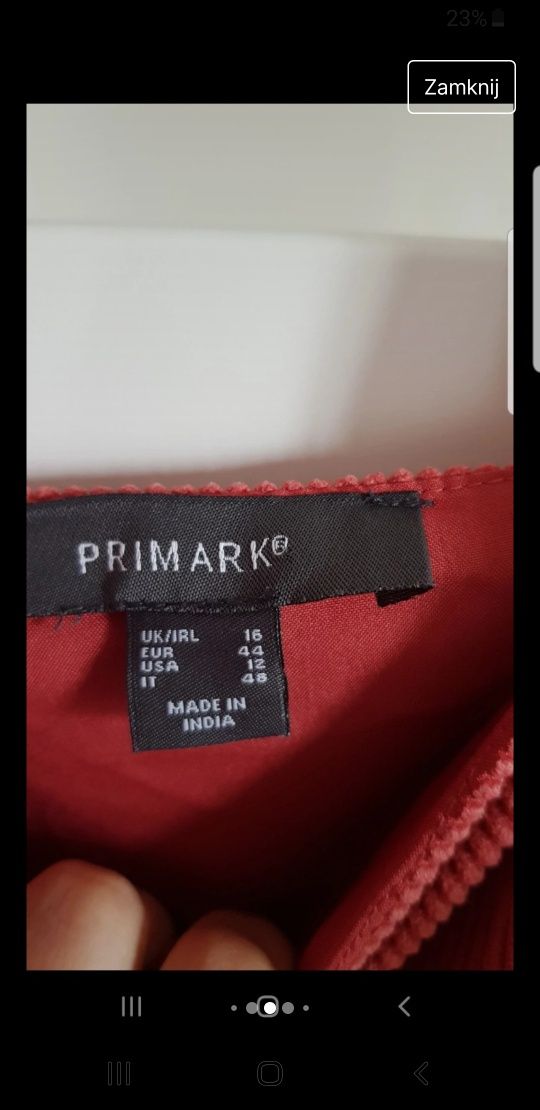 23%
Zamknij
PRIMARK®
UK/IRL 16
EUR 44
USA 12
IT 48
MADE IN
INDIA